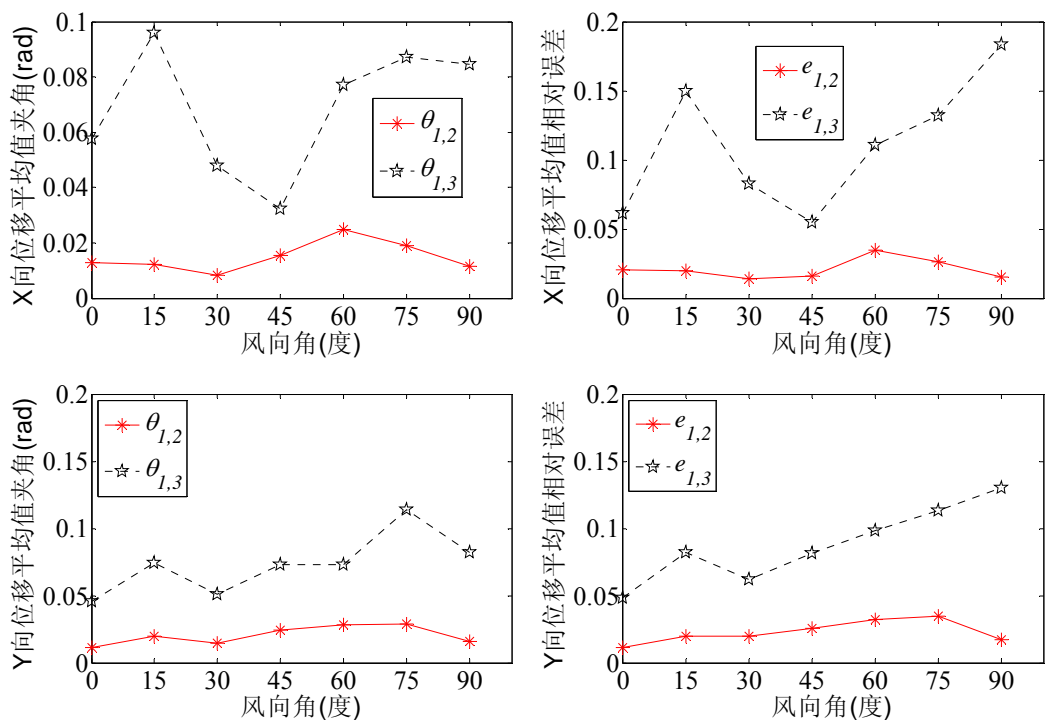 X向位移平均值夹角(rad)
0.1
0.08
0.06
0.04
0.02
0
θ1,2
θ1,3
0 15 30 45 60 75 90
风向角(度)
X向位移平均值相对误差
0.2
0.15
0.1
0.05
0
e1,2
e1,3
0 15 30 45 60 75 90
风向角(度)
Y向位移平均值夹角(rad)
0.2
0.15
0.1
0.05
0
θ1,2
θ1,3
0 15 30 45 60 75 90
风向角(度)
Y向位移平均值相对误差
0.2
0.15
0.1
0.05
0
e1,2
e1,3
0 15 30 45 60 75 90
风向角(度)